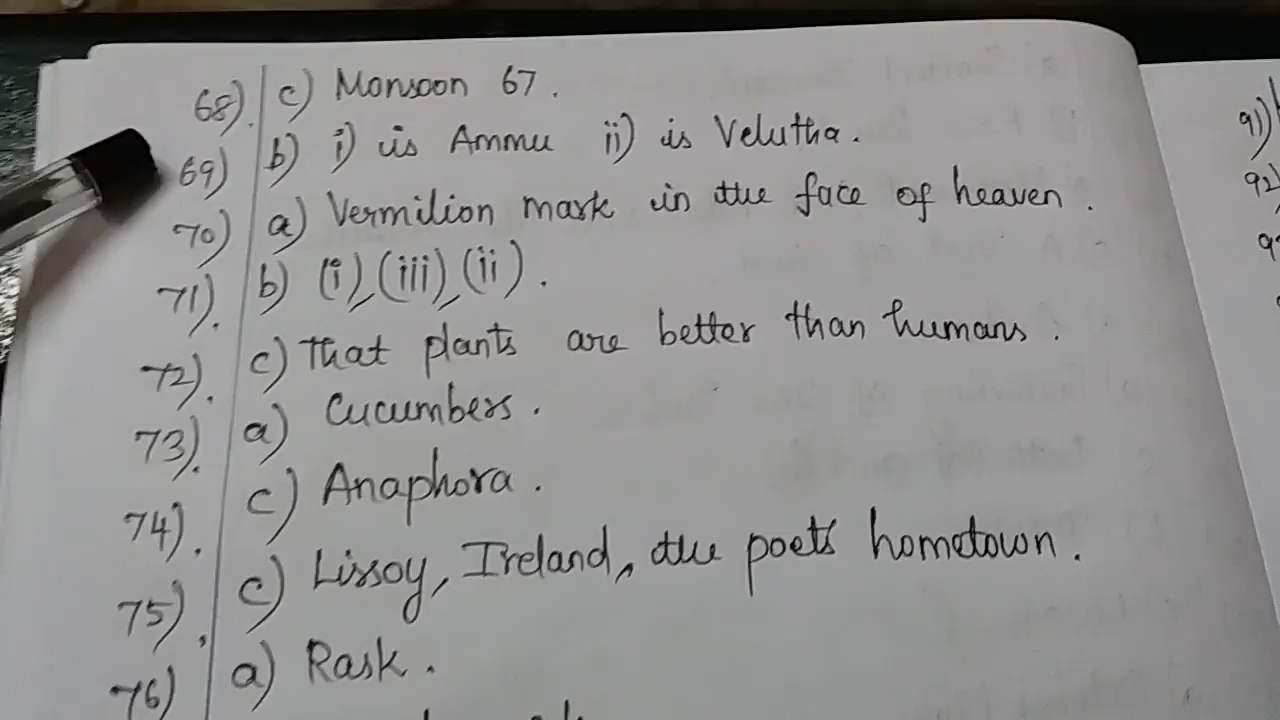 68). c) Monsoon 67.
69) b) i) is Ammu ii) is Velutha.
70) a) Vermilion mark in the face of heaven.
71). b) (i), (iii), (ii).
72). c) That plants are better than humans.
73). a) Cucumbers.
74). c) Anaphora.
75). c) Lissoy, Ireland, the poets hometown.
76) a) Rask.
91)
92)